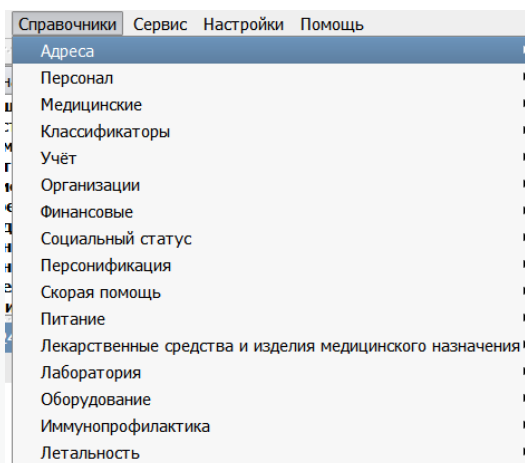 Справочники Сервис Настройки Помощь
Адреса
Персонал
Медицинские
Классификаторы
Учёт
Организации
Финансовые
Социальный статус
Персонификация
Скорая помощь
Питание
Лекарственные средства и изделия медицинского назначения
Лаборатория
Оборудование
Иммунопрофилактика
Летальность